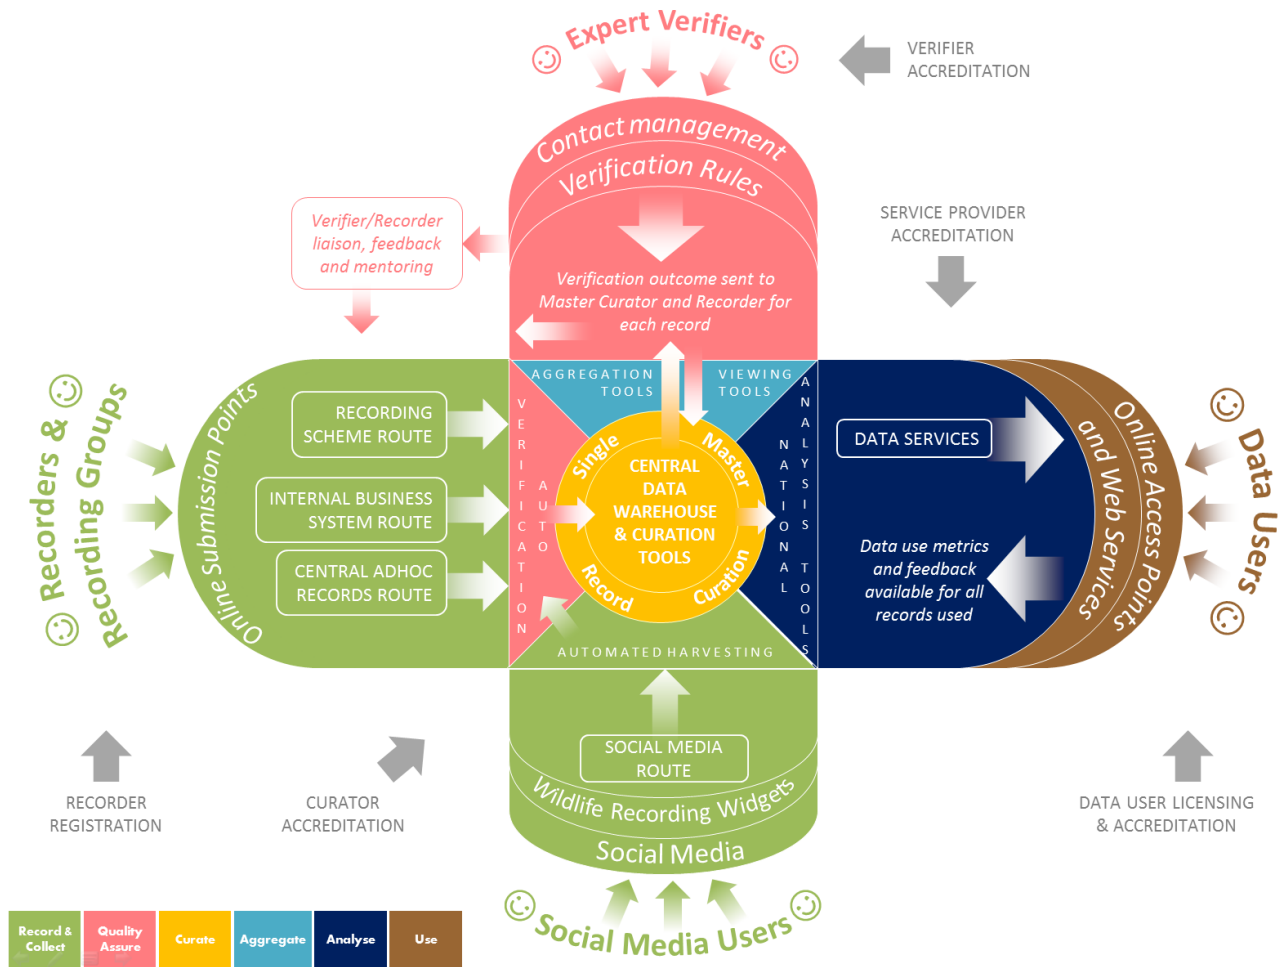 Expert Verifiers
VERIFIER
ACCREDITATION
Contact management
Verification Rules
Verifier/Recorder
liaison, feedback
and mentoring
SERVICE PROVIDER
ACCREDITATION
Verification outcome sent to
Master Curator and Recorder for
each record
AGGREGATION
TOOLS
VIEWING
TOOLS
Recorders &
Recording Groups
Online Submission Points
RECORDING
SCHEME ROUTE
INTERNAL BUSINESS
SYSTEM ROUTE
CENTRAL ADHOC
RECORDS ROUTE
AUTO
VERIFICATION
Single
Master
Record
Curation
CENTRAL
DATA
WAREHOUSE
& CURATION
TOOLS
NATIONAL
ANALYSIS TOOLS
DATA SERVICES
Data use metrics
and feedback
available for all
records used
Online Access Points
and Web Services
Data Users
AUTOMATED HARVESTING
SOCIAL MEDIA
ROUTE
Wildlife Recording Widgets
Social Media
Social Media Users
RECORDER
REGISTRATION
CURATOR
ACCREDITATION
DATA USER LICENSING
& ACCREDITATION
Record &
Collect
Quality
Assure
Curate
Aggregate
Analyse
Use